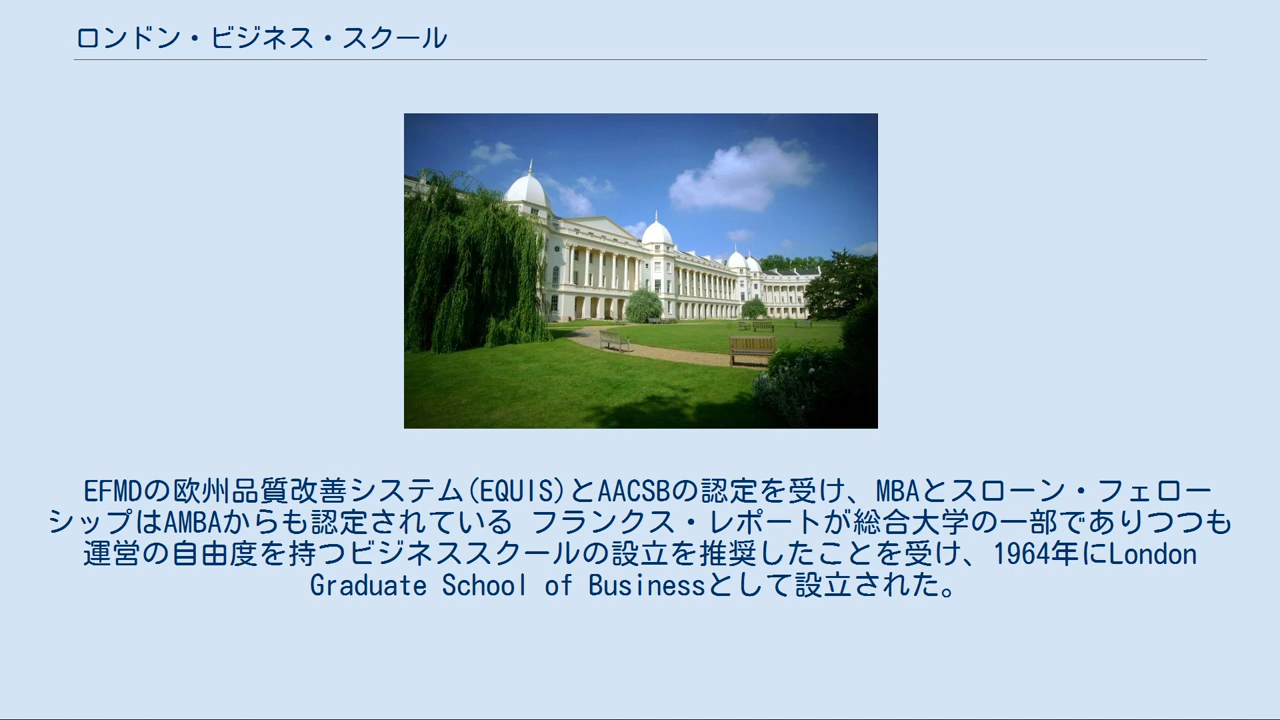 ロンドン・ビジネス・スクール
EFMDの欧州品質改善システム(EQUIS)とAACSBの認定を受け、MBAとスローン・フェロー
シップはAMBAからも認定されている フランクス・レポートが総合大学の一部でありつつも
運営の自由度を持つビジネススクールの設立を推奨したことを受け、1964年にLondon
Graduate School of Businessとして設立された。